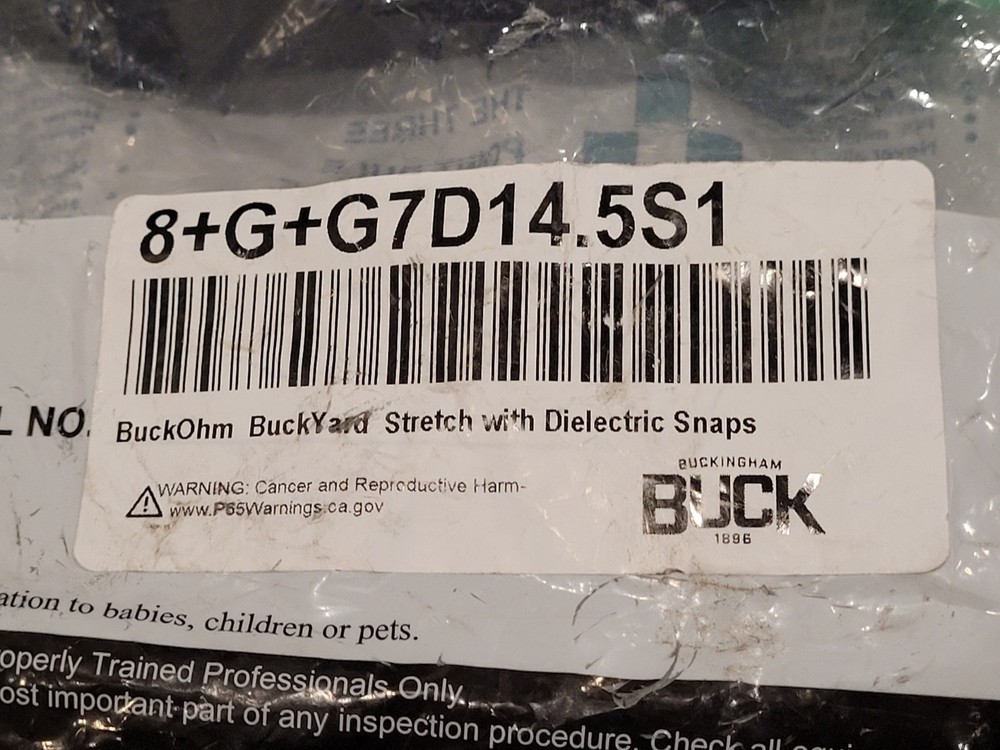 THE THREE
8+G+G7D14.5S1
L NO.
BuckOhm BuckYard Stretch with Dielectric Snaps
WARNING: Cancer and Reproductive Harm-
www.P65Warnings.ca.gov
BUCKINGHAM
BUCK
1896
ation to babies, children or pets.
operly Trained Professionals Only
ost important part of any inspection procedure. Check all